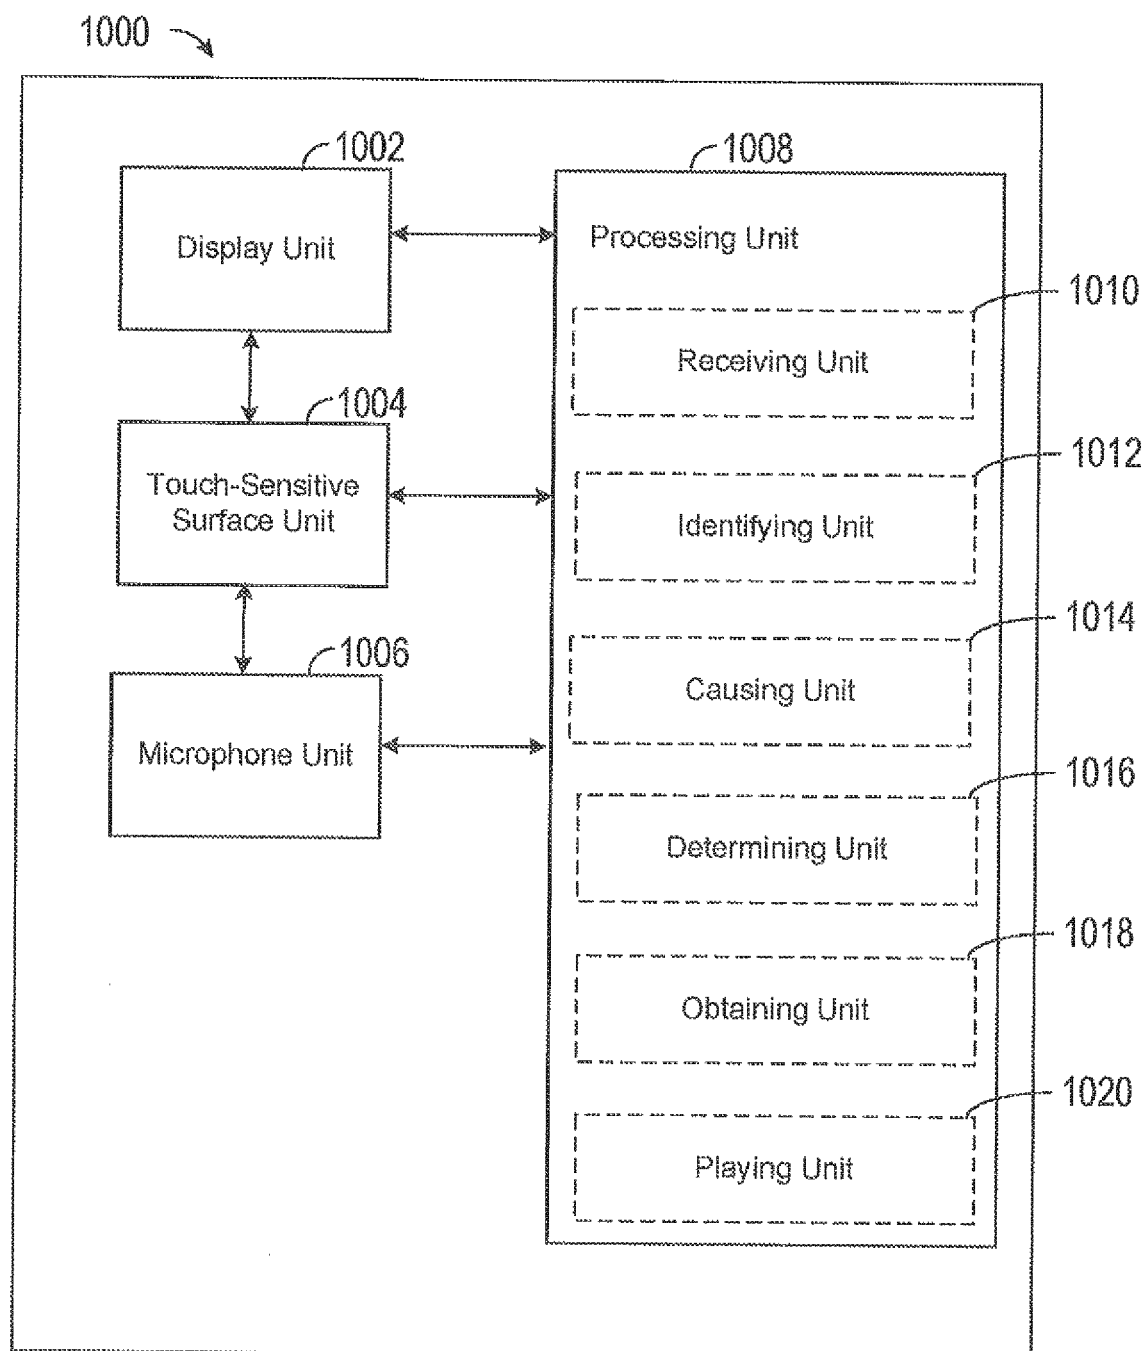 1000
1002
Display Unit
1004
Touch-Sensitive
Surface Unit
1006
Microphone Unit
1008
Processing Unit
1010
Receiving Unit
1012
Identifying Unit
1014
Causing Unit
1016
Determining Unit
1018
Obtaining Unit
1020
Playing Unit